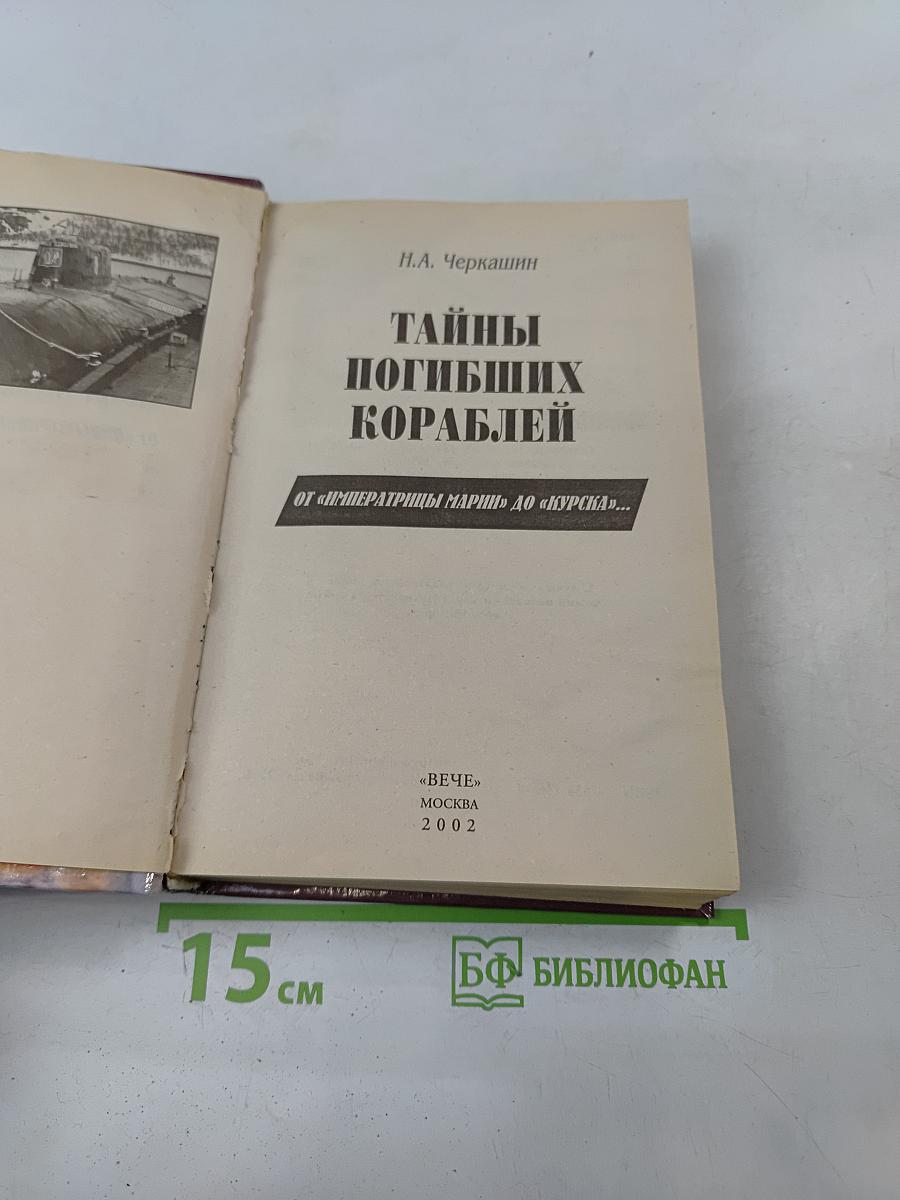 Н.А. Черкашин
ТАЙНЫ
ПОГИБШИХ
КОРАБЛЕЙ
ОТ «ИМПЕРАТРИЦЫ МАРИИ» ДО «КУРСКА»...
«ВЕЧЕ»
МОСКВА
2002
15 см
БФ БИБЛИОФАН